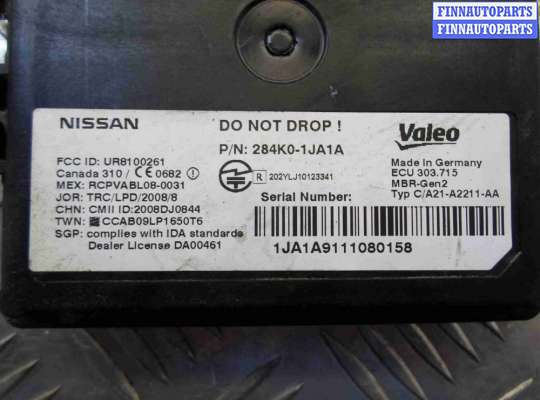 FINNAUTOPARTS
FINNAUTOPARTS
NISSAN
DO NOT DROP !
Valeo
P/N: 284K0-1JA1A
FCC ID: UR8100261
Canada 310 / CE 0682 !
MEX: RCPVABL08-0031
JOR: TRC/LPD/2008/8
CHN: CMII ID:2008DJ0844
TWN: CCAB09LP1650T6
SGP: complies with IDA standards
Dealer License DA00461
R 202YLJ10123341
Made in Germany
ECU 303.715
MBR-Gen2
Typ C/A21-A2211-AA
Serial Number:
1JA1A9111080158